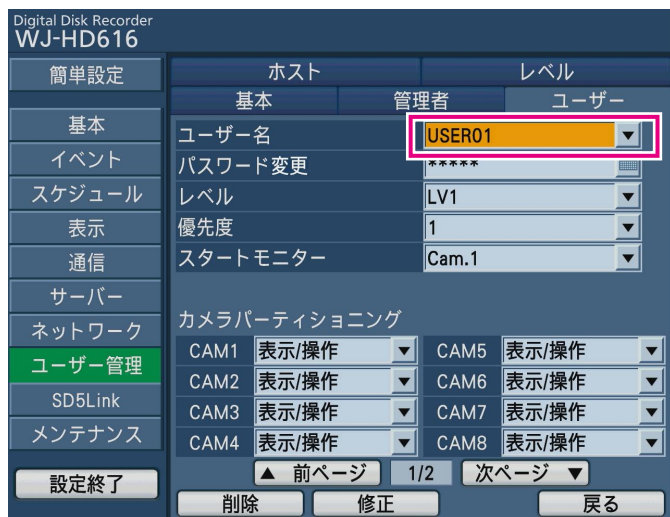 Digital Disk Recorder
WJ-HD616
簡単設定
基本
イベント
スケジュール
表示
通信
サーバー
ネットワーク
ユーザー管理
SD5Link
メンテナンス
設定終了
ホスト レベル
基本 管理者 ユーザー
ユーザー名 USER01 ▼
パスワード変更 *****
レベル LV1 ▼
優先度 1 ▼
スタートモニター Cam.1 ▼
カメラパーティショニング
CAM1 表示/操作 ▼ CAM5 表示/操作 ▼
CAM2 表示/操作 ▼ CAM6 表示/操作 ▼
CAM3 表示/操作 ▼ CAM7 表示/操作 ▼
CAM4 表示/操作 ▼ CAM8 表示/操作 ▼
▲ 前ページ 1/2 次ページ ▼
削除 修正 戻る